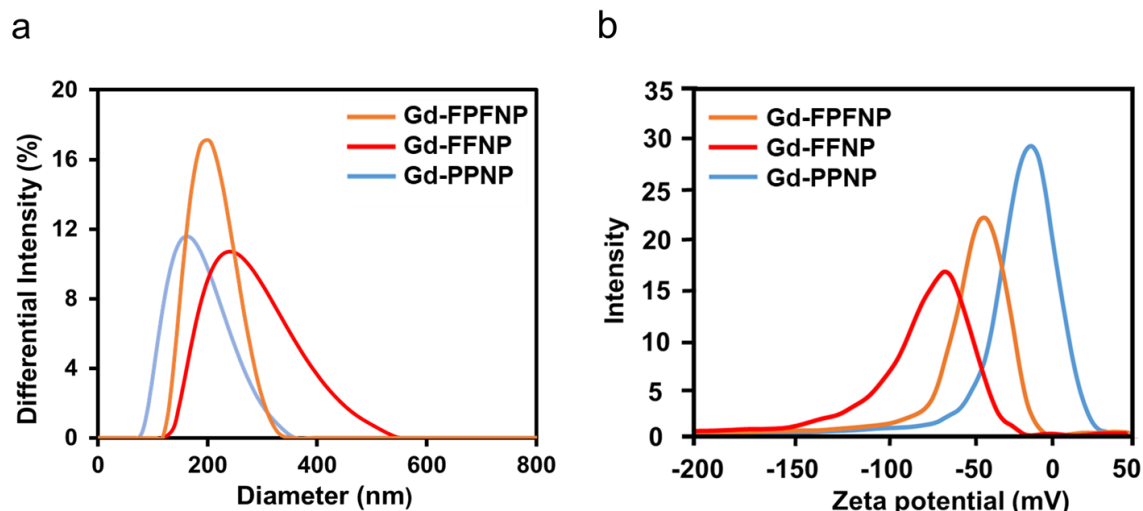 a
20
16
12
8
4
0
Differential Intensity (%)
Gd-FPFNP
Gd-FFNP
Gd-PPNP
0 200 400 600 800
Diameter (nm)
b
35
30
25
20
15
10
5
0
Intensity
Gd-FPFNP
Gd-FFNP
Gd-PPNP
-200 -150 -100 -50 0 50
Zeta potential (mV)